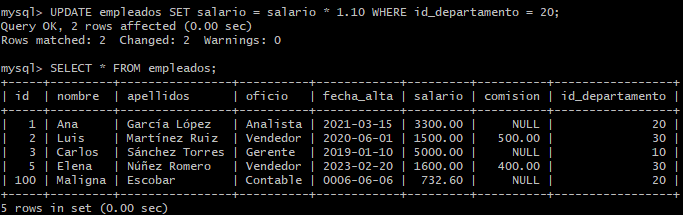 mysql> UPDATE empleados SET salario = salario * 1.10 WHERE id_departamento = 20;
Query OK, 2 rows affected (0.00 sec)
Rows matched: 2  Changed: 2  Warnings: 0

mysql> SELECT * FROM empleados;
+-----+---------+----------------+----------+------------+---------+----------+-----------------+
| id  | nombre  | apellidos      | oficio   | fecha_alta | salario | comision | id_departamento |
+-----+---------+----------------+----------+------------+---------+----------+-----------------+
|   1 | Ana     | García López   | Analista | 2021-03-15 | 3300.00 |     NULL |              20 |
|   2 | Luis    | Martínez Ruiz  | Vendedor | 2020-06-01 | 1500.00 |   500.00 |              30 |
|   3 | Carlos  | Sánchez Torres | Gerente  | 2019-01-10 | 5000.00 |     NULL |              10 |
|   5 | Elena   | Núñez Romero   | Vendedor | 2023-02-20 | 1600.00 |   400.00 |              30 |
| 100 | Maligna | Escobar        | Contable | 0006-06-06 |  732.60 |     NULL |              20 |
+-----+---------+----------------+----------+------------+---------+----------+-----------------+
5 rows in set (0.00 sec)